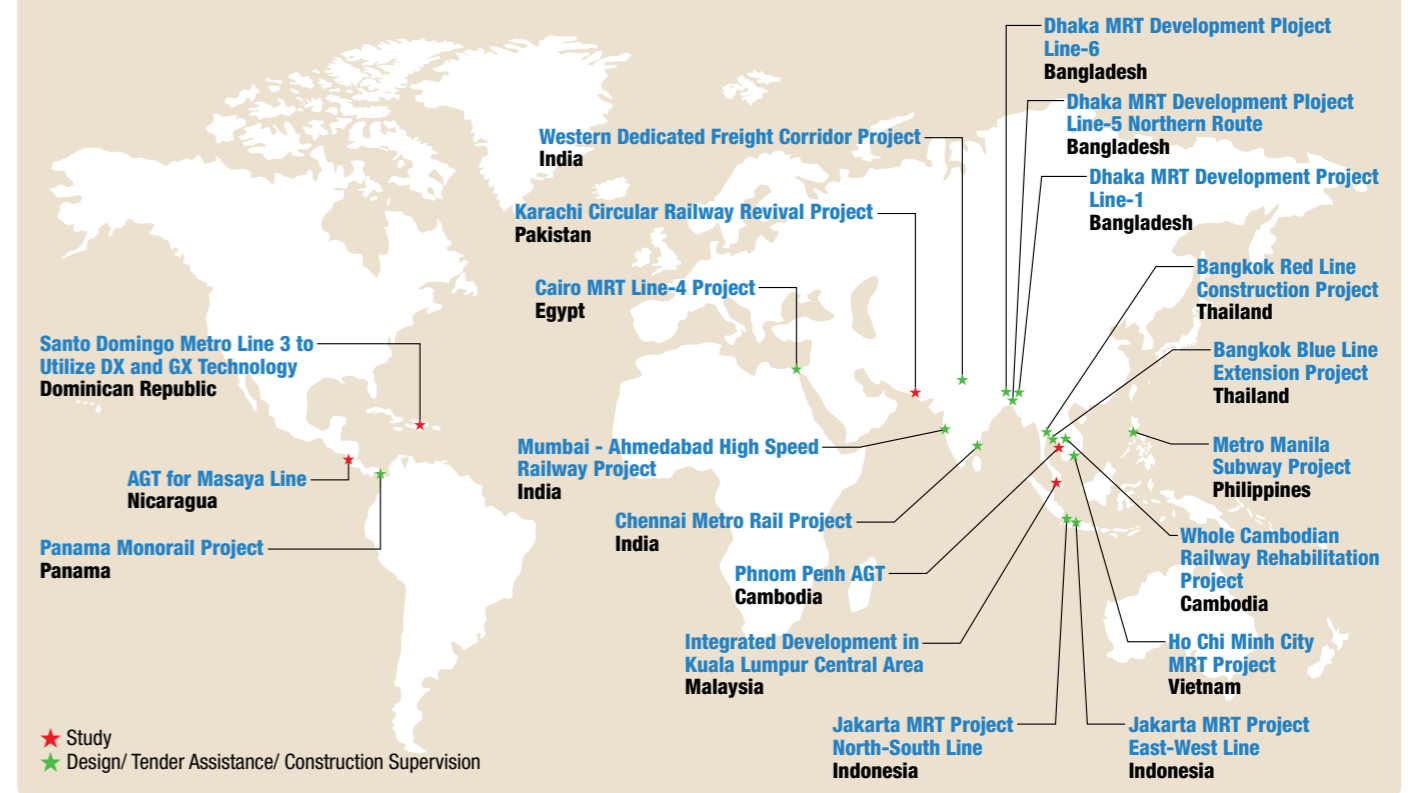 Dhaka MRT Development Ploject
Line-6
Bangladesh
Dhaka MRT Development Ploject
Line-5 Northern Route
Bangladesh
Western Dedicated Freight Corridor Project
India
Dhaka MRT Development Project
Line-1
Bangladesh
Karachi Circular Railway Revival Project
Pakistan
Bangkok Red Line
Construction Project
Thailand
Cairo MRT Line-4 Project
Egypt
Santo Domingo Metro Line 3 to
Utilize DX and GX Technology
Dominican Republic
Bangkok Blue Line
Extension Project
Thailand
Mumbai - Ahmedabad High Speed
Railway Project
India
Metro Manila
Subway Project
Philippines
AGT for Masaya Line
Nicaragua
Chennai Metro Rail Project
India
Panama Monorail Project
Panama
Whole Cambodian
Railway Rehabilitation
Project
Cambodia
Phnom Penh AGT
Cambodia
Integrated Development in
Kuala Lumpur Central Area
Malaysia
Ho Chi Minh City
MRT Project
Vietnam
Jakarta MRT Project
North-South Line
Indonesia
Jakarta MRT Project
East-West Line
Indonesia
Study
Design/ Tender Assistance/ Construction Supervision